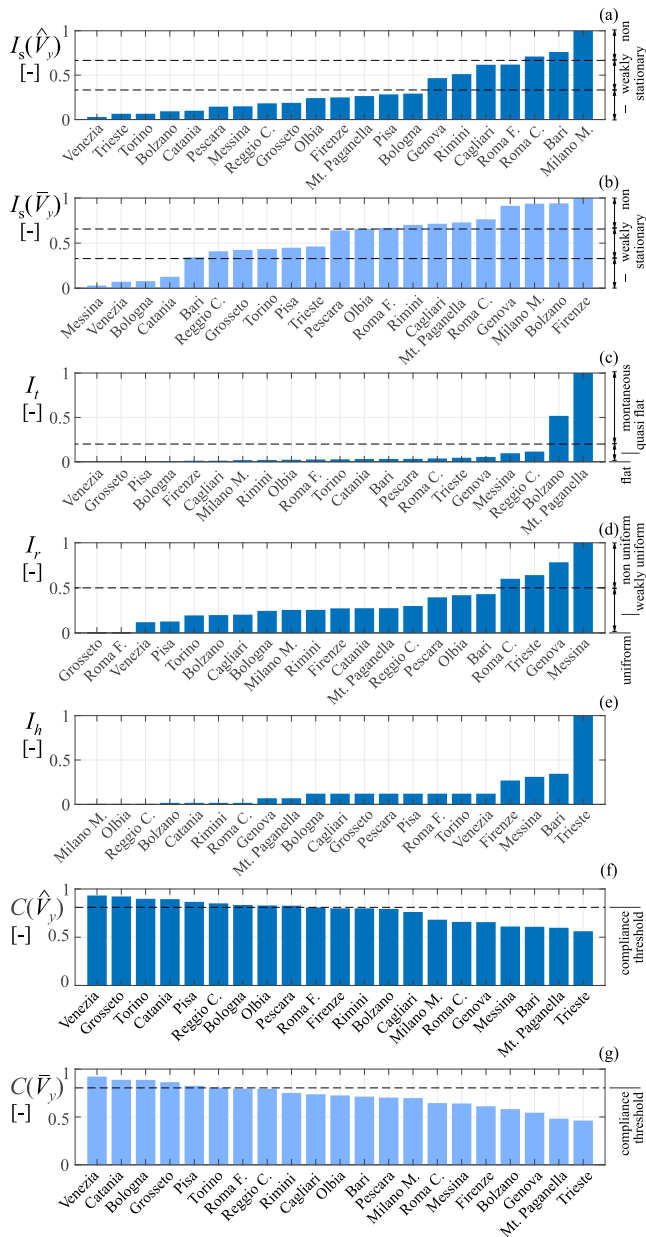 (a)
I_s(V̂_y)
[-]
1
0.5
0
non
weakly
stationary
–
Venezia
Trieste
Torino
Bolzano
Catania
Pescara
Messina
Reggio C.
Grosseto
Olbia
Firenze
Mt. Paganella
Pisa
Bologna
Genova
Rimini
Cagliari
Roma F.
Roma C.
Bari
Milano M.
(b)
I_s(V̄_y)
[-]
1
0.5
0
non
weakly
stationary
–
Messina
Venezia
Bologna
Catania
Bari
Reggio C.
Grosseto
Torino
Pisa
Trieste
Pescara
Olbia
Roma F.
Rimini
Cagliari
Mt. Paganella
Roma C.
Genova
Milano M.
Bolzano
Firenze
(c)
I_t
[-]
1
0.5
0
montaneous
quasi flat
flat
Venezia
Grosseto
Pisa
Bologna
Firenze
Cagliari
Milano M.
Rimini
Olbia
Roma F.
Torino
Catania
Bari
Pescara
Roma C.
Trieste
Genova
Messina
Reggio C.
Bolzano
Mt. Paganella
(d)
I_r
[-]
1
0.5
0
non uniform
weakly uniform
unifirom
Grosseto
Roma F.
Venezia
Pisa
Torino
Bolzano
Cagliari
Bologna
Milano M.
Rimini
Firenze
Catania
Mt. Paganella
Reggio C.
Pescara
Olbia
Bari
Roma C.
Trieste
Genova
Messina
(e)
I_h
[-]
1
0.5
0
Milano M.
Olbia
Reggio C.
Bolzano
Catania
Rimini
Roma C.
Genova
Mt. Paganella
Bologna
Cagliari
Grosseto
Pescara
Pisa
Roma F.
Torino
Venezia
Firenze
Messina
Bari
Trieste
(f)
C(V̂_y)
[-]
1
0.5
0
compliance
threshold
Venezia
Grosseto
Torino
Catania
Pisa
Reggio C.
Bologna
Olbia
Pescara
Roma F.
Firenze
Rimini
Bolzano
Cagliari
Milano M.
Roma C.
Genova
Messina
Bari
Mt. Paganella
Trieste
(g)
C(V̄_y)
[-]
1
0.5
0
compliance
threshold
Venezia
Catania
Bologna
Grosseto
Pisa
Torino
Roma F.
Reggio C.
Rimini
Cagliari
Olbia
Bari
Pescara
Milano M.
Roma C.
Messina
Firenze
Bolzano
Genova
Mt. Paganella
Trieste